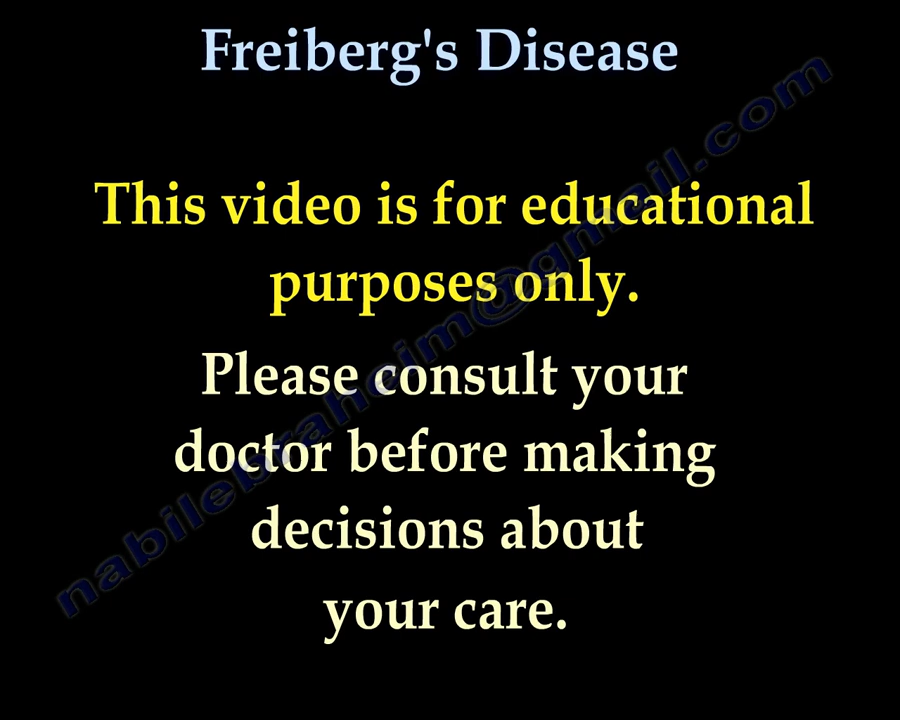 Freiberg's Disease
This video is for educational
purposes only.
Please consult your
doctor before making
decisions about
your care.
nabilebraheim@gmail.com